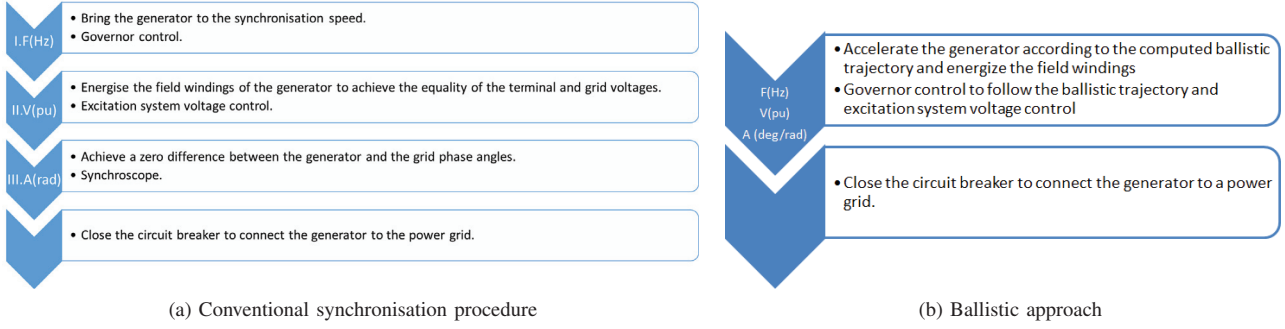 I.F(Hz)
• Bring the generator to the synchronisation speed.
• Governor control.
II.V(pu)
• Energise the field windings of the generator to achieve the equality of the terminal and grid voltages.
• Excitation system voltage control.
III.A(rad)
• Achieve a zero difference between the generator and the grid phase angles.
• Synchroscope.
• Close the circuit breaker to connect the generator to the power grid.
(a) Conventional synchronisation procedure
F(Hz)
V(pu)
A (deg/rad)
• Accelerate the generator according to the computed ballistic
trajectory and energize the field windings
• Governor control to follow the ballistic trajectory and
excitation system voltage control
• Close the circuit breaker to connect the generator to a power
grid.
(b) Ballistic approach